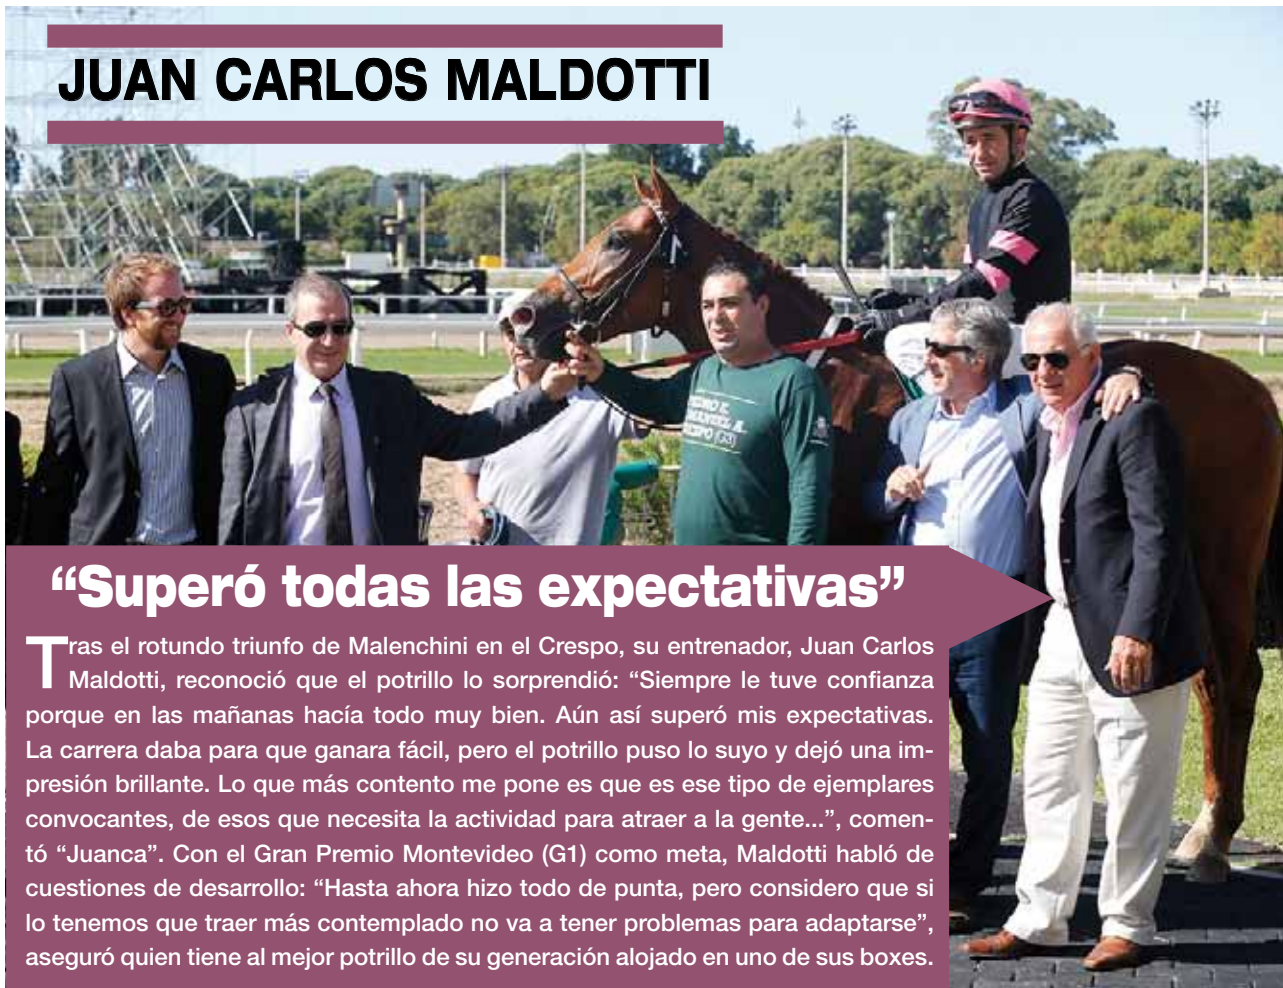 JUAN CARLOS MALDOTTI
MANUEL A.
“Superó todas las expectativas”
Tras el rotundo triunfo de Malenchini en el Crespo, su entrenador, Juan Carlos
Maldotti, reconoció que el potrillo lo sorprendió: “Siempre le tuve confianza
porque en las mañanas hacía todo muy bien. Aún así superó mis expectativas.
La carrera daba para que ganara fácil, pero el potrillo puso lo suyo y dejó una im-
presión brillante. Lo que más contento me pone es que es ese tipo de ejemplares
convocantes, de esos que necesita la actividad para atraer a la gente...”, comen-
tó “Juanca”. Con el Gran Premio Montevideo (G1) como meta, Maldotti habló de
cuestiones de desarrollo: “Hasta ahora hizo todo de punta, pero considero que si
lo tenemos que traer más contemplado no va a tener problemas para adaptarse”,
aseguró quien tiene al mejor potrillo de su generación alojado en uno de sus boxes.